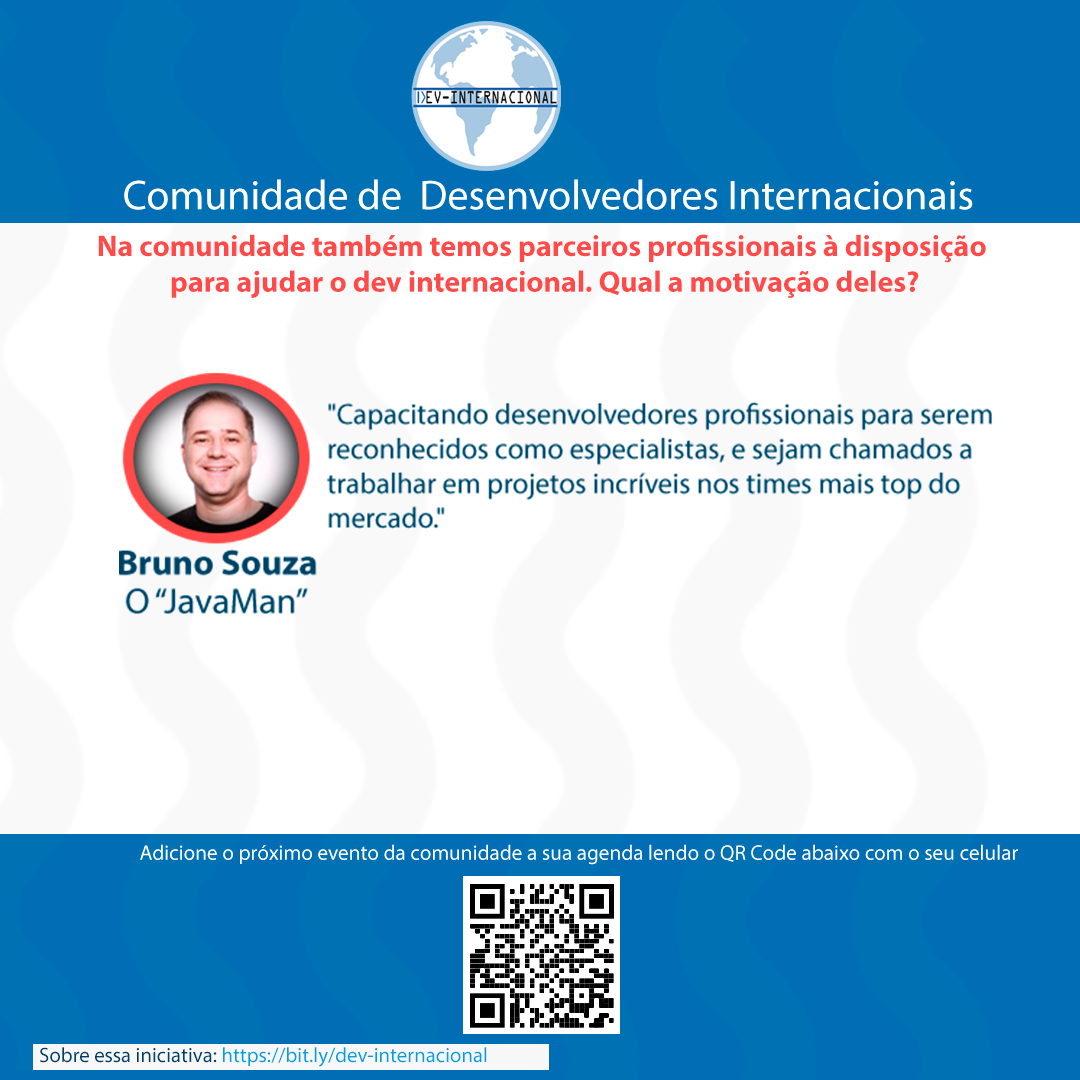 DEV-INTERNACIONAL
Comunidade de Desenvolvedores Internacionais
Na comunidade também temos parceiros profissionais à disposição
para ajudar o dev internacional. Qual a motivação deles?
"Capacitando desenvolvedores profissionais para serem
reconhecidos como especialistas, e sejam chamados a
trabalhar em projetos incríveis nos times mais top do
mercado."
Bruno Souza
O “JavaMan”
Adicione o próximo evento da comunidade a sua agenda lendo o QR Code abaixo com o seu celular
Sobre essa iniciativa: https://bit.ly/dev-internacional